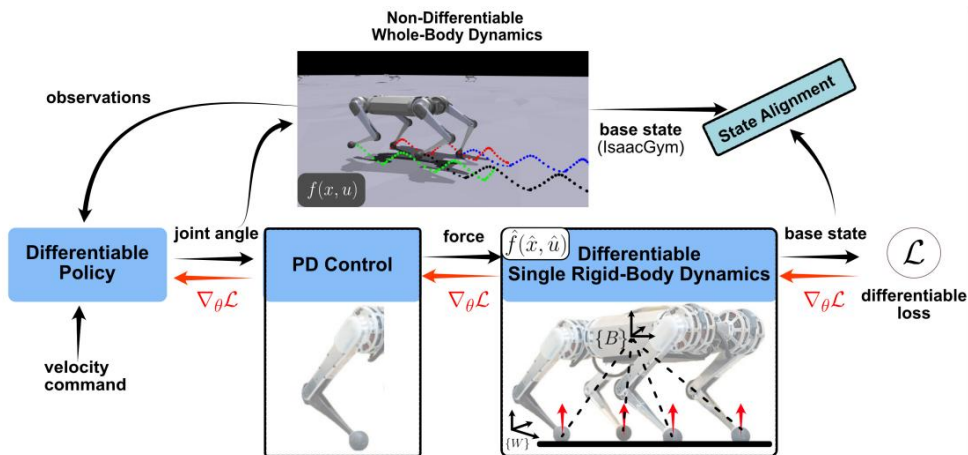 Non-Differentiable
Whole-Body Dynamics
observations
base state
(IsaacGym)
State Alignment
f(x, u)
Differentiable
Policy
joint angle
PD Control
force
f̂(x̂, û)
Differentiable
Single Rigid-Body Dynamics
base state
ℒ
∇θℒ
∇θℒ
∇θℒ
differentiable
loss
velocity
command
{B}
{W}